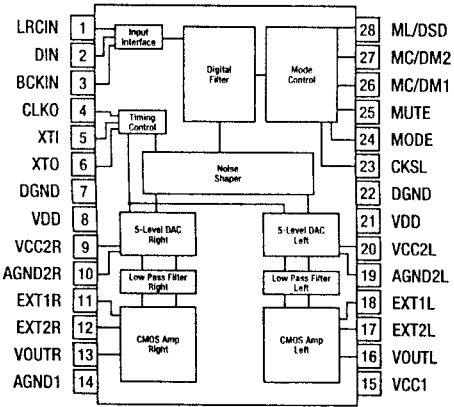 LRCIN 1
DIN 2
BCKIN 3
CLKO 4
XTI 5
XTO 6
DGND 7
VDD 8
VCC2R 9
AGND2R 10
EXT1R 11
EXT2R 12
VOUTR 13
AGND1 14
Input
Interface
Digital
Filter
Mode
Control
Timing
Control
Noise
Shaper
5-Level DAC
Right
5-Level DAC
Left
Low Pass Filter
Right
Low Pass Filter
Left
CMOS Amp
Right
CMOS Amp
Left
28 ML/DSD
27 MC/DM2
26 MC/DM1
25 MUTE
24 MODE
23 CKSL
22 DGND
21 VDD
20 VCC2L
19 AGND2L
18 EXT1L
17 EXT2L
16 VOUTL
15 VCC1